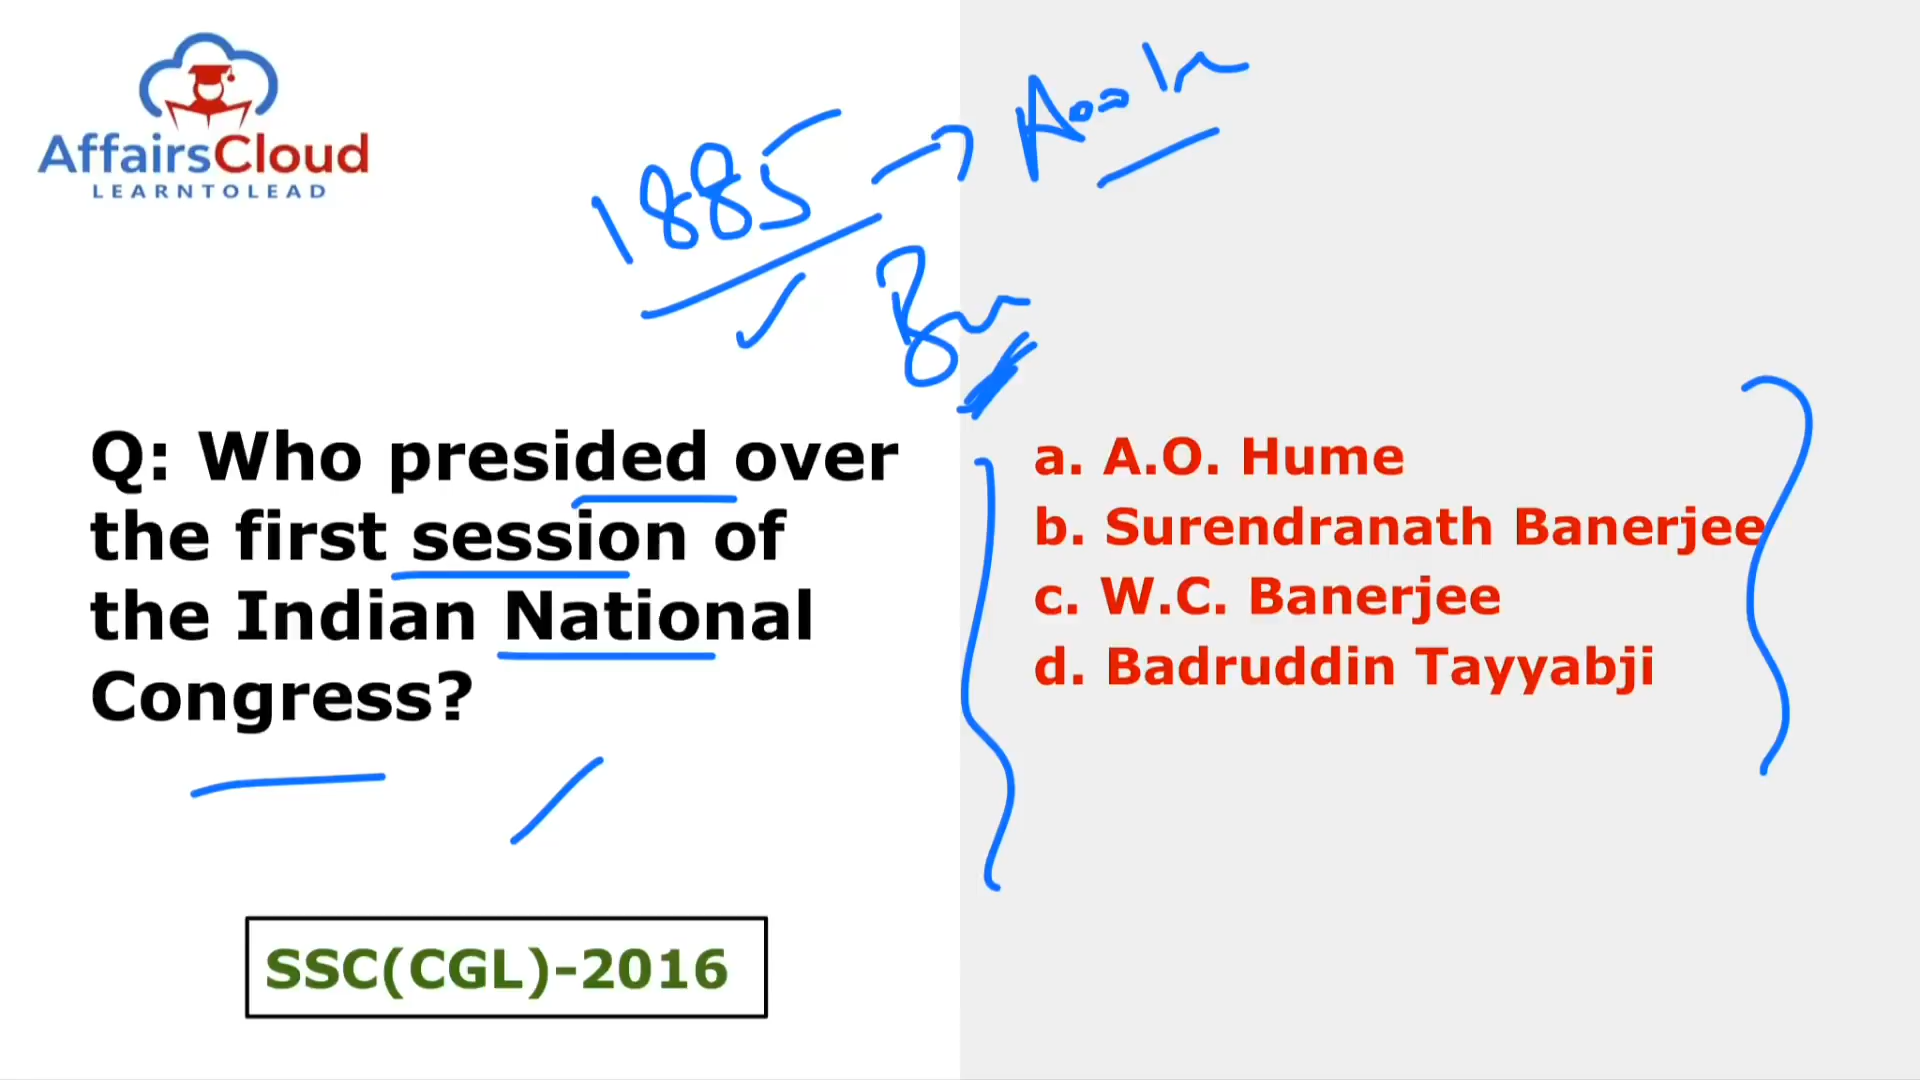 AffairsCloud
LEARNTOLEAD
1885
Q: Who presided over
the first session of
the Indian National
Congress?
a. A.O. Hume
b. Surendranath Banerjee
c. W.C. Banerjee
d. Badruddin Tayyabji
SSC(CGL)-2016